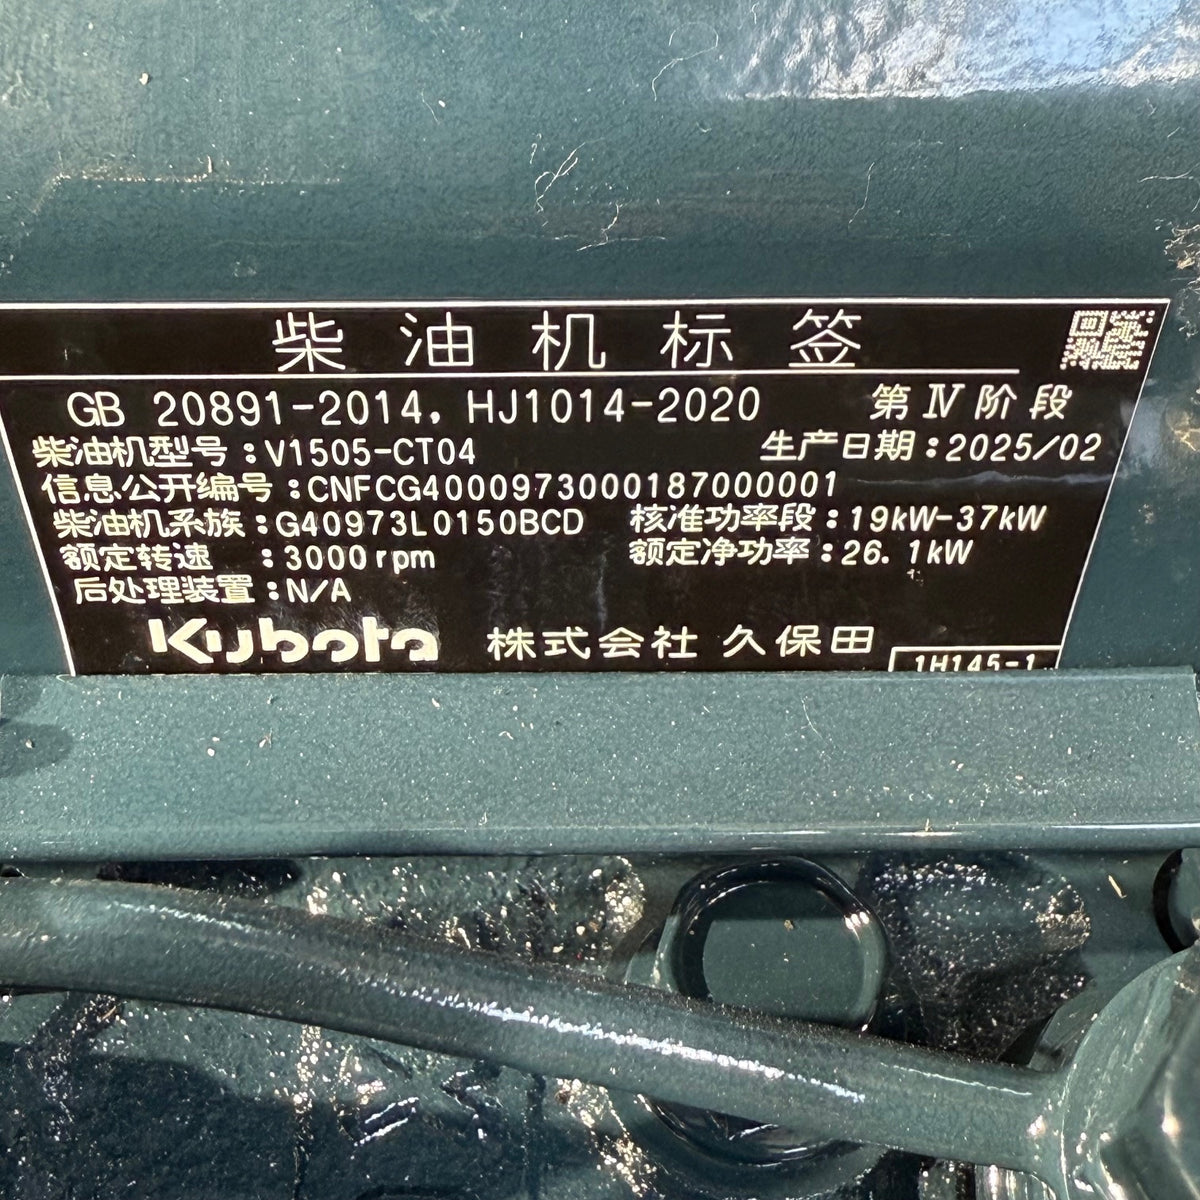 柴油机标签
GB 20891-2014, HJ1014-2020 第Ⅳ阶段
柴油机型号:V1505-CT04 生产日期:2025/02
信息公开编号:CNFCG4000973000187000001
柴油机系族:G40973L0150BCD 核准功率段:19kW-37kW
额定转速 :3000rpm 额定净功率:26.1kW
后处理装置:N/A
Kubota 株式会社 久保田
1H145-1